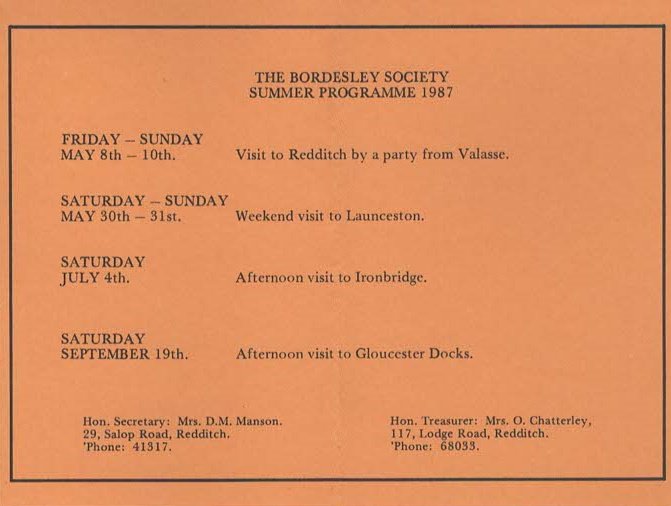 THE BORDESLEY SOCIETY
SUMMER PROGRAMME 1987
FRIDAY — SUNDAY
MAY 8th — 10th. Visit to Redditch by a party from Valasse.
SATURDAY — SUNDAY
MAY 30th — 31st. Weekend visit to Launceston.
SATURDAY
JULY 4th. Afternoon visit to Ironbridge.
SATURDAY
SEPTEMBER 19th. Afternoon visit to Gloucester Docks.
Hon. Secretary: Mrs. D.M. Manson.
29, Salop Road, Redditch.
'Phone: 41317.
Hon. Treasurer: Mrs. O. Chatterley,
117, Lodge Road, Redditch.
'Phone: 68033.